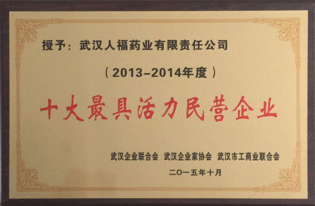 授予：武汉人福药业有限责任公司
（2013-2014年度）
十大最具活力民营企业
武汉企业联合会 武汉企业家协会 武汉市工商业联合会
二〇一五年十月